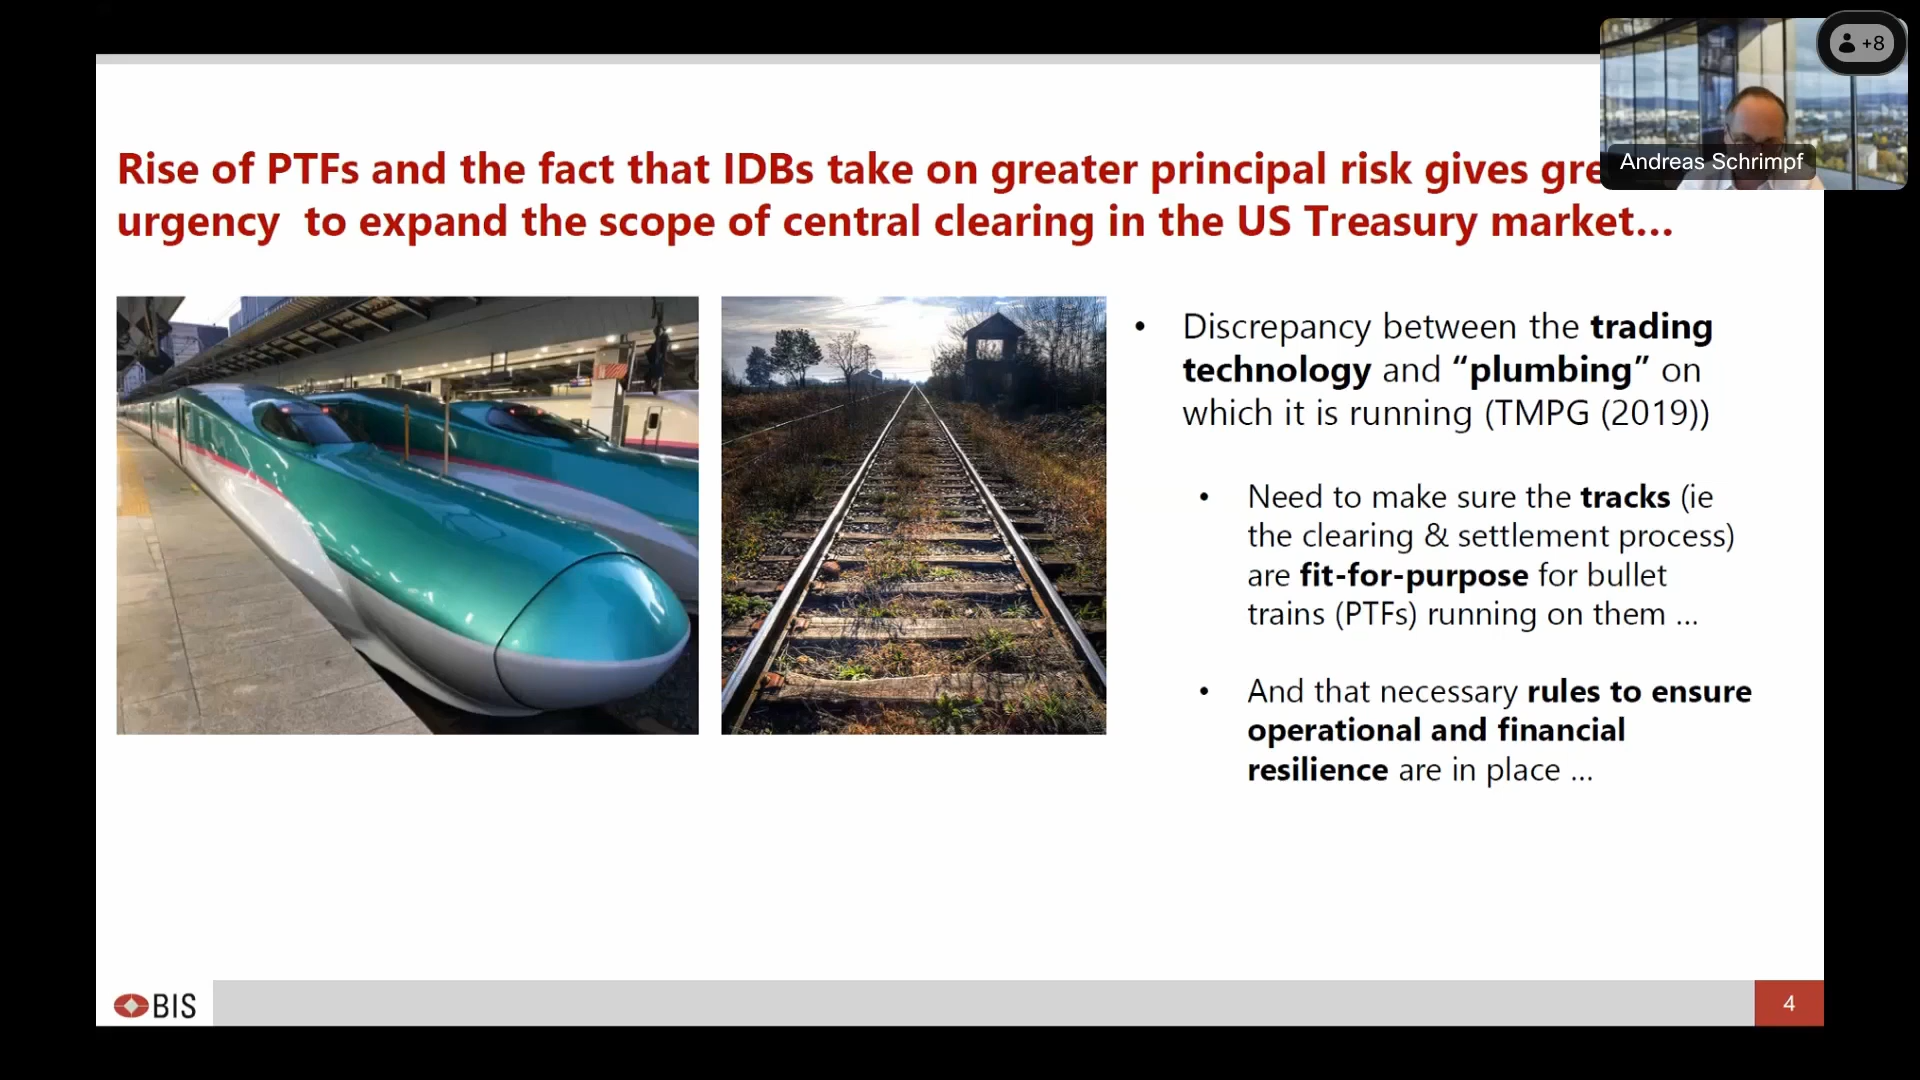 +8
Andreas Schrimpf
Rise of PTFs and the fact that IDBs take on greater principal risk gives gre
urgency to expand the scope of central clearing in the US Treasury market...
• Discrepancy between the trading
technology and “plumbing” on
which it is running (TMPG (2019))
• Need to make sure the tracks (ie
the clearing & settlement process)
are fit-for-purpose for bullet
trains (PTFs) running on them ...
• And that necessary rules to ensure
operational and financial
resilience are in place ...
BIS
4